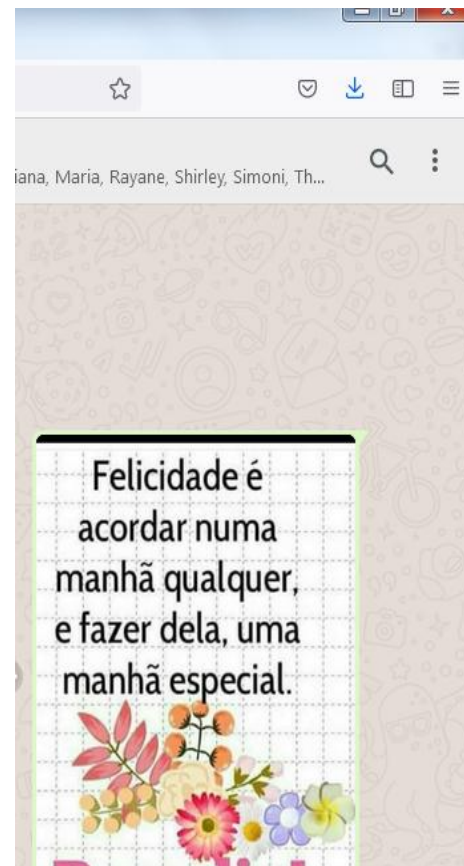 iana, Maria, Rayane, Shirley, Simoni, Th...
Felicidade é
acordar numa
manhã qualquer,
e fazer dela, uma
manhã especial.